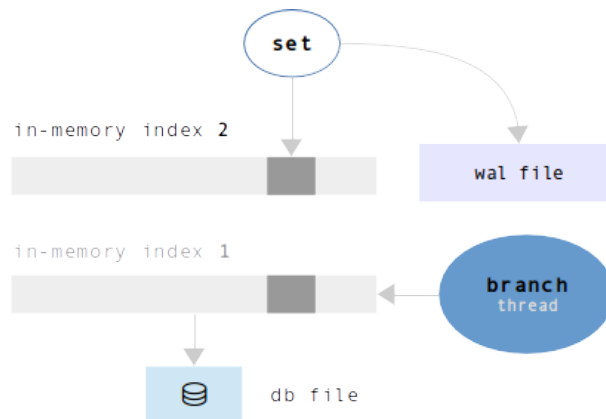 set
in-memory index 2
wal file
in-memory index 1
branch
thread
db file